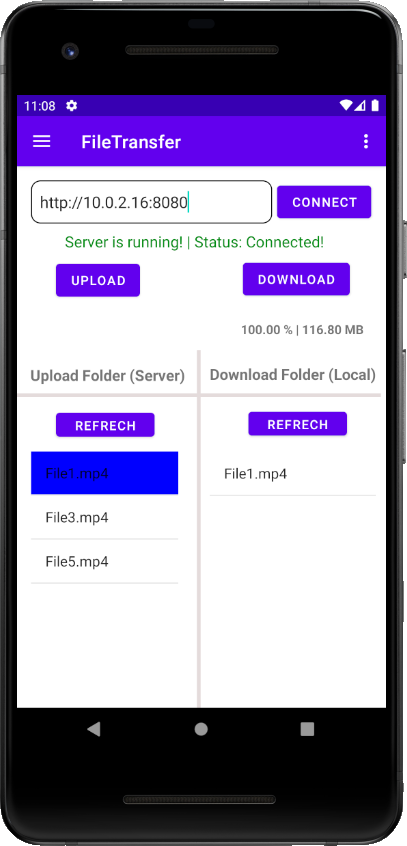 11:08
FileTransfer
http://10.0.2.16:8080
CONNECT
Server is running! | Status: Connected!
UPLOAD
DOWNLOAD
100.00 % | 116.80 MB
Upload Folder (Server)
Download Folder (Local)
REFRECH
REFRECH
File1.mp4
File1.mp4
File3.mp4
File5.mp4